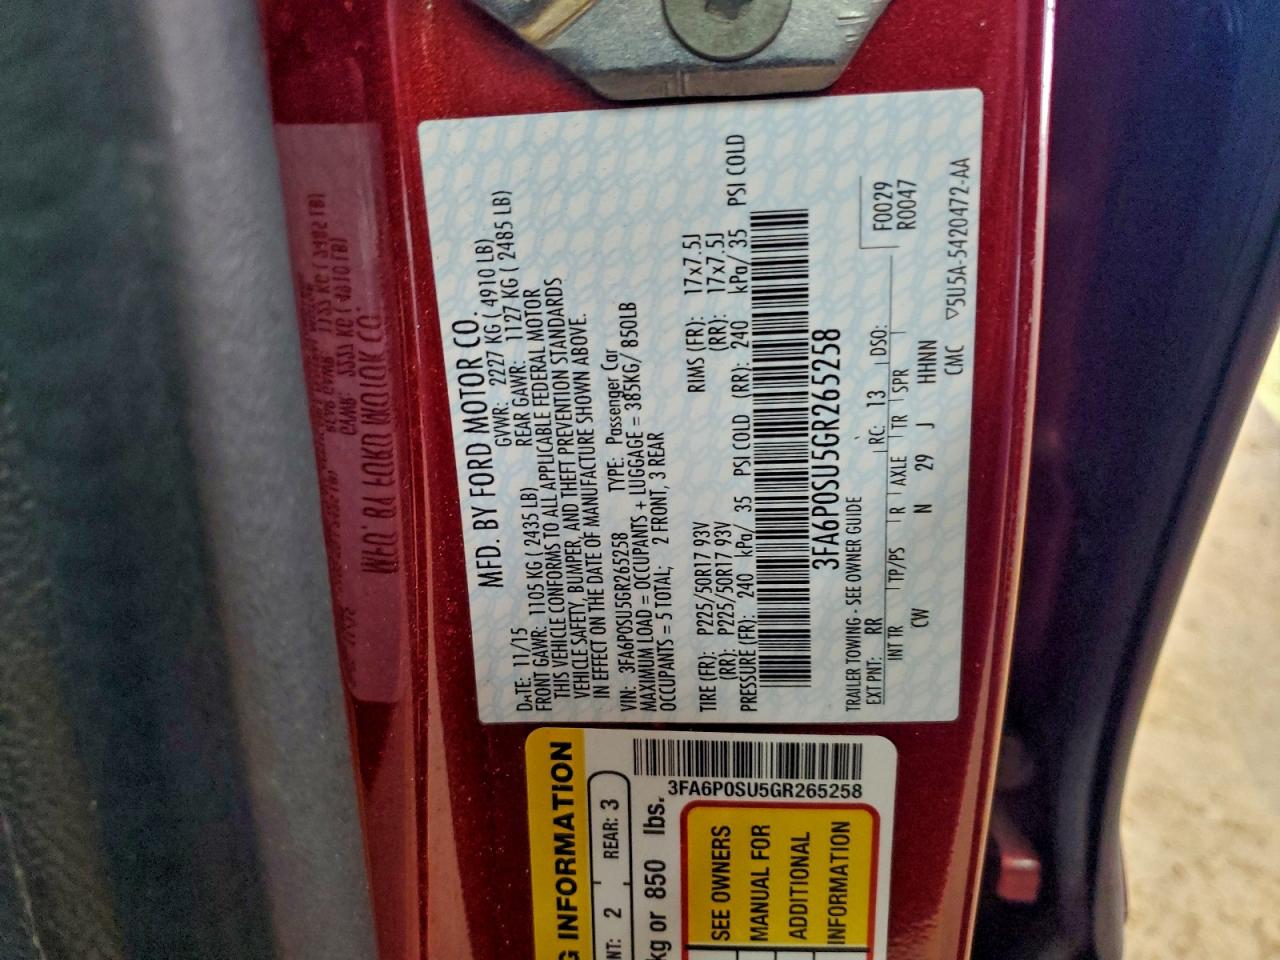 MFD. BY FORD MOTOR CO.
DATE: 11/15 GVWR: 2227 KG ( 4910 LB)
FRONT GAWR: 1105 KG ( 2435 LB) REAR GAWR: 1127 KG ( 2485 LB)
THIS VEHICLE CONFORMS TO ALL APPLICABLE FEDERAL MOTOR
VEHICLE SAFETY, BUMPER, AND THEFT PREVENTION STANDARDS
IN EFFECT ON THE DATE OF MANUFACTURE SHOWN ABOVE.
VIN: 3FA6P0SU5GR265258 TYPE: Passenger Car
MAXIMUM LOAD = OCCUPANTS + LUGGAGE = 385KG/ 850LB
OCCUPANTS = 5 TOTAL; 2 FRONT, 3 REAR
TIRE (FR): P225/50R17 93V RIMS (FR): 17x7.5J
(RR): P225/50R17 93V (RR): 17x7.5J
PRESSURE (FR): 240 kPa/ 35 PSI COLD (RR): 240 kPa/ 35 PSI COLD
3FA6P0SU5GR265258
TRAILER TOWING - SEE OWNER GUIDE
EXT PNT: RR RC: 13 DSO: F0029
R0047
INT TR TP/PS R AXLE TR SPR
CW N 29 J HHNN
CMC ▽5U5A-5420472-AA
G INFORMATION
NT: 2 REAR: 3
kg or 850 lbs.
3FA6P0SU5GR265258
SEE OWNERS
MANUAL FOR
ADDITIONAL
INFORMATION